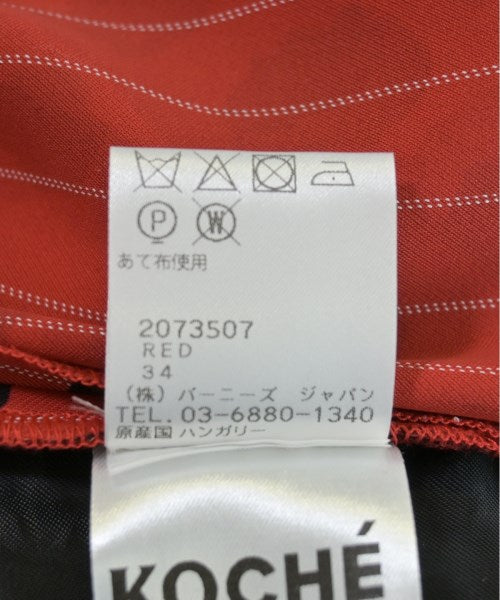 P W
あて布使用
2073507
RED
34
(株) バーニーズ ジャパン
TEL. 03-6880-1340
原産国 ハンガリー
KOCHÉ